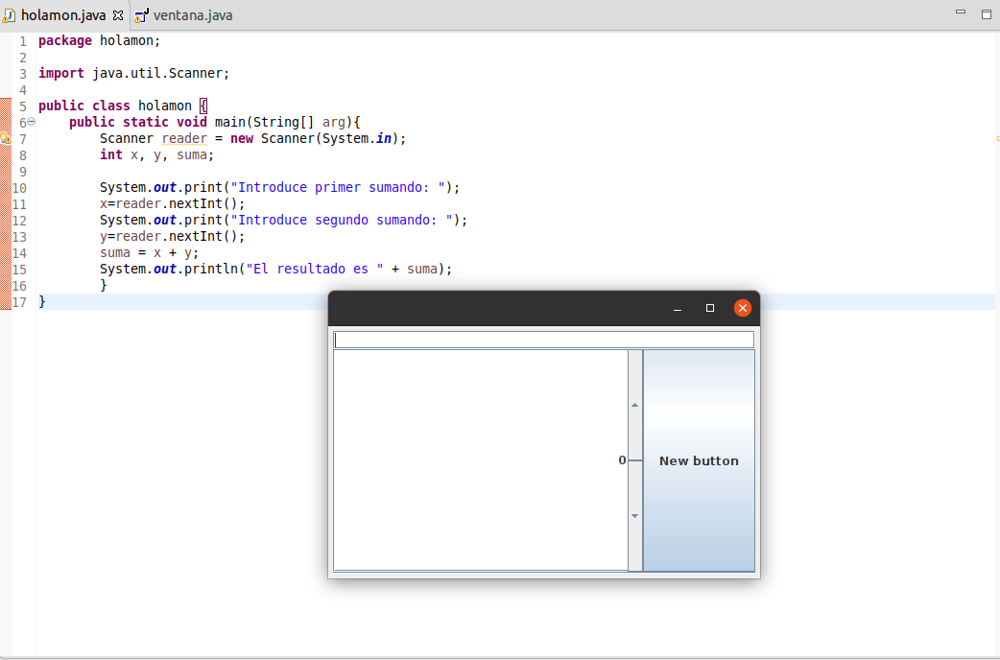 holamon.java ventana.java
1 package holamon;
2
3 import java.util.Scanner;
4
5 public class holamon {
6 public static void main(String[] arg){
7 Scanner reader = new Scanner(System.in);
8 int x, y, suma;
9
10 System.out.print("Introduce primer sumando: ");
11 x=reader.nextInt();
12 System.out.print("Introduce segundo sumando: ");
13 y=reader.nextInt();
14 suma = x + y;
15 System.out.println("El resultado es " + suma);
16 }
17 }
0 New button